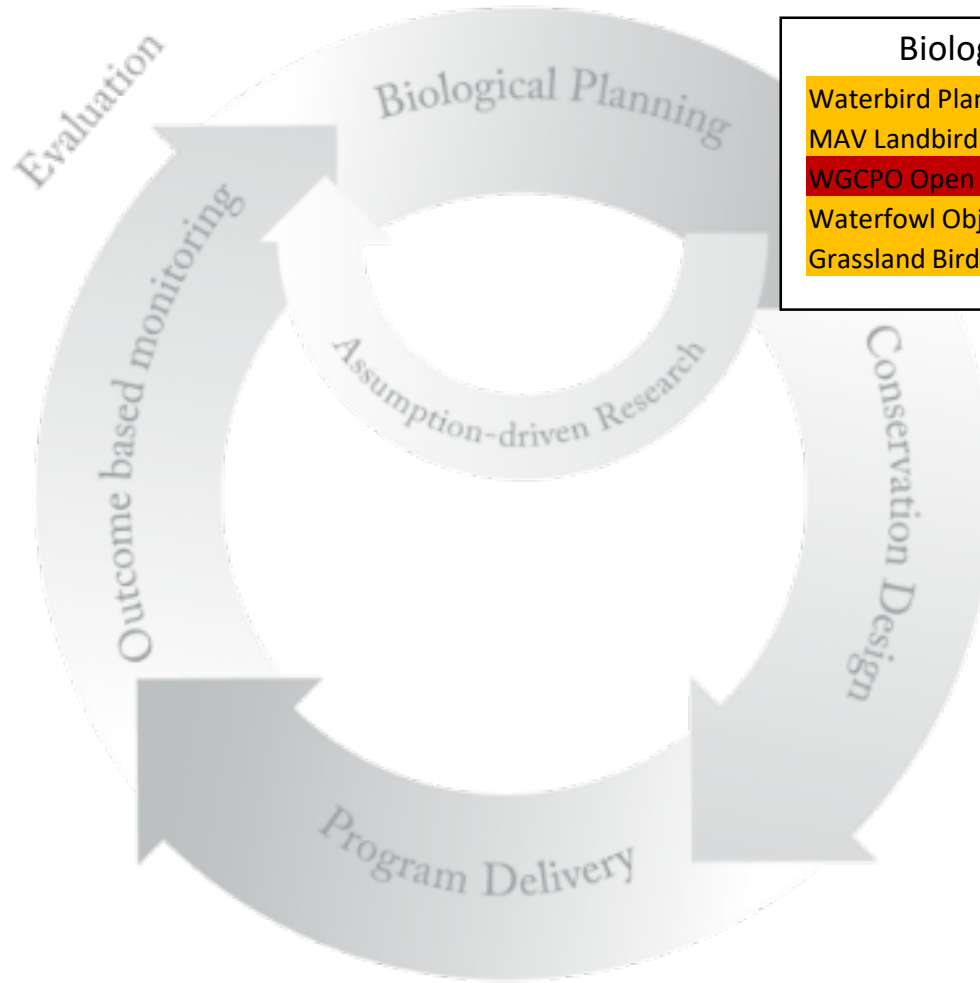 Evaluation
Biological Planning
Outcome based monitoring
Assumption-driven Research
Conservation Design
Program Delivery
Waterbird
MAV Landbird
WGCPO Open
Waterfowl
Grassland Bird